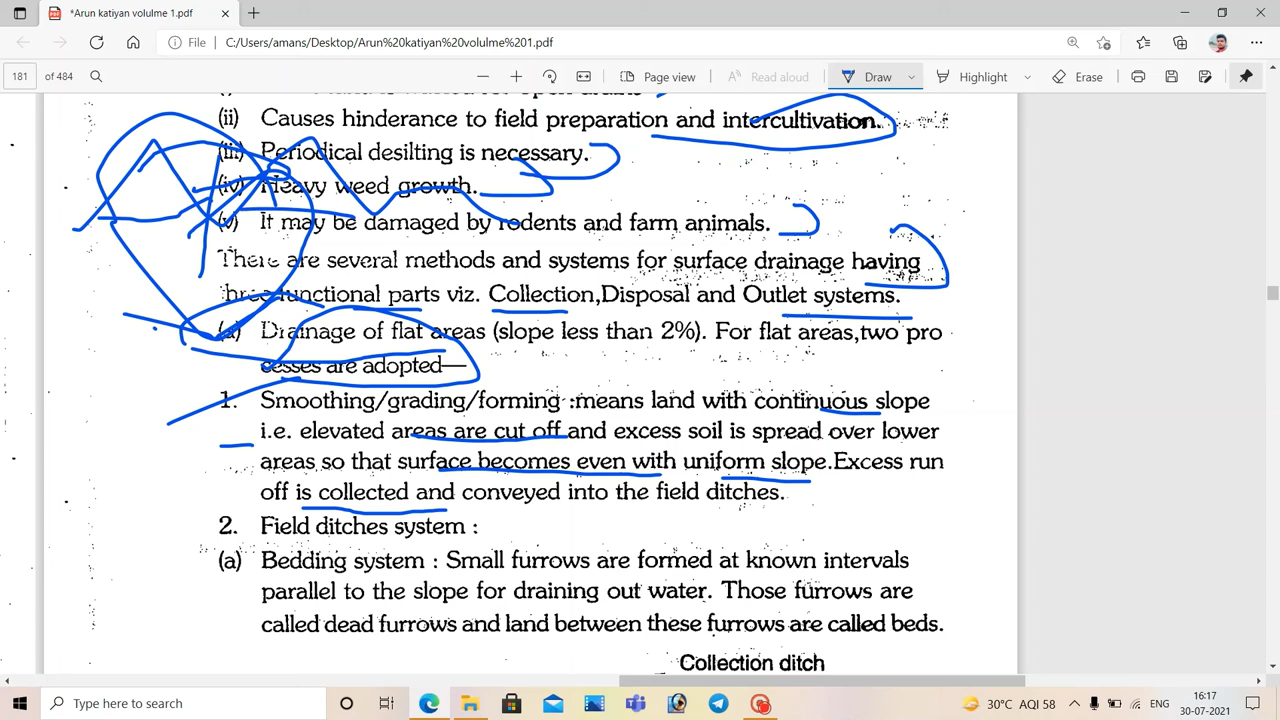 *Arun katiyan volulme 1.pdf
File
C:/Users/amans/Desktop/Arun%20katiyan%20volulme%201.pdf
181 of 484
Page view
Read aloud
Draw
Highlight
Erase
(ii) Causes hinderance to field preparation and intercultivation.
(iii) Periodical desilting is necessary.
(iv) Heavy weed growth.
(v) It may be damaged by rodents and farm animals.
There are several methods and systems for surface drainage having
three functional parts viz. Collection,Disposal and Outlet systems.
Drainage of flat areas (slope less than 2%). For flat areas,two pro
cesses are adopted—
1. Smoothing/grading/forming :means land with continuous slope
i.e. elevated areas are cut off and excess soil is spread over lower
areas so that surface becomes even with uniform slope.Excess run
off is collected and conveyed into the field ditches.
2. Field ditches system :
(a) Bedding system : Small furrows are formed at known intervals
parallel to the slope for draining out water. Those furrows are
called dead furrows and land between these furrows are called beds.
Collection ditch
Type here to search
30°C AQI 58
ENG
16:17
30-07-2021